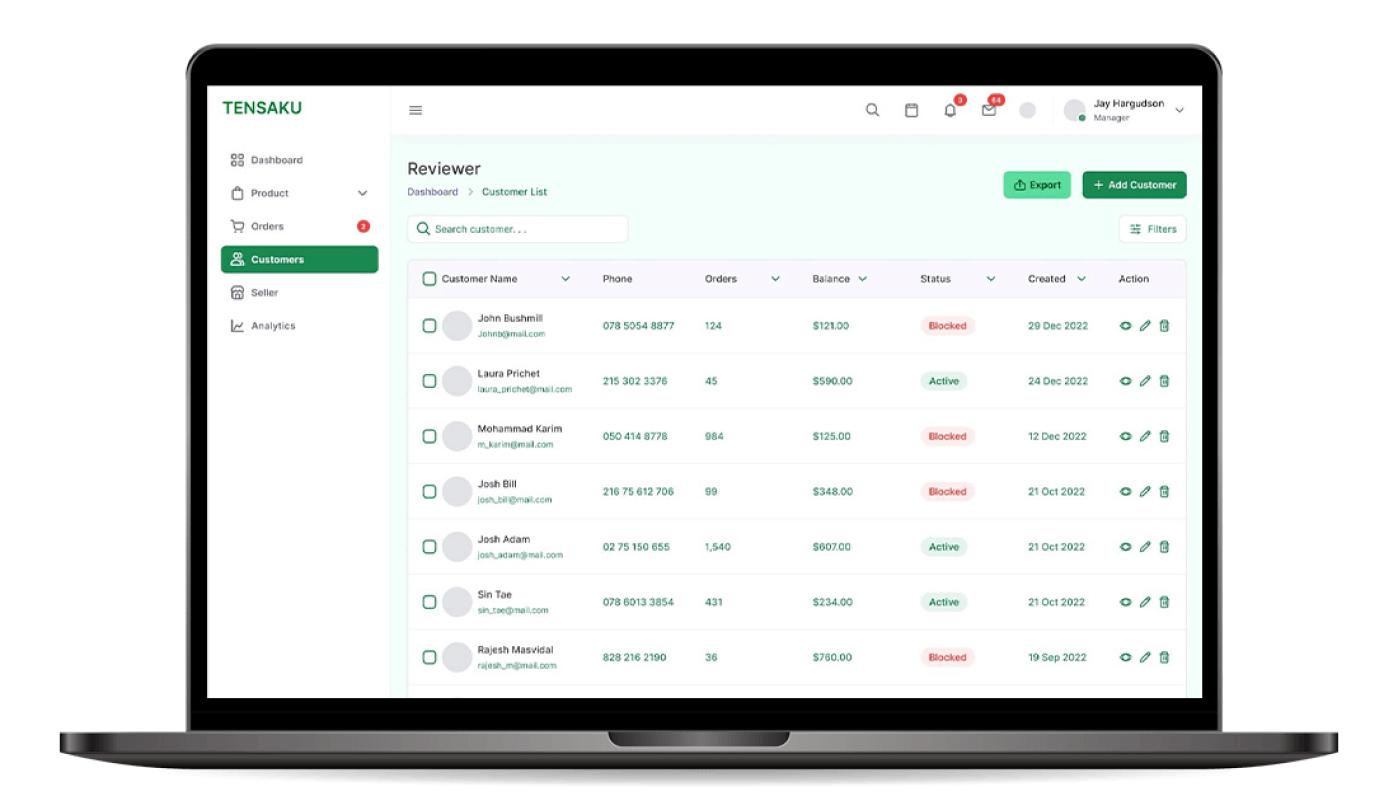 TENSAKU
3
44
Jay Hargudson
Manager
Dashboard
Product
Orders
3
Customers
Seller
Analytics
Reviewer
Dashboard > Customer List
Export
+ Add Customer
Search customer...
Filters
Customer Name Phone Orders Balance Status Created Action
John Bushmill
Johnb@mail.com
078 5054 8877 124 $121.00 Blocked 29 Dec 2022
Laura Prichet
laura_prichet@mail.com
215 302 3376 45 $590.00 Active 24 Dec 2022
Mohammad Karim
m_karim@mail.com
050 414 8778 984 $125.00 Blocked 12 Dec 2022
Josh Bill
josh_bill@mail.com
216 75 612 706 99 $348.00 Blocked 21 Oct 2022
Josh Adam
josh_adam@mail.com
02 75 150 655 1,540 $607.00 Active 21 Oct 2022
Sin Tae
sin_tae@mail.com
078 6013 3854 431 $234.00 Active 21 Oct 2022
Rajesh Masvidal
rajesh_m@mail.com
828 216 2190 36 $760.00 Blocked 19 Sep 2022